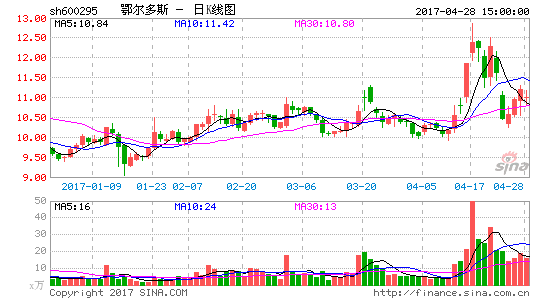 sh600295 鄂尔多斯 - 日K线图 2017-04-28 15:00:00
MA5:10.84 MA10:11.42 MA30:10.80
13.00
12.50
12.00
11.50
11.00
10.50
10.00
9.50
9.00
sina
2017-01-09 01-23 02-07 02-20 03-06 03-20 04-05 04-17 04-28
MA5:16 MA10:24 MA30:13
50
40
30
20
10
x万
Copyright 2017 SINA.COM http://finance.sina.com.cn